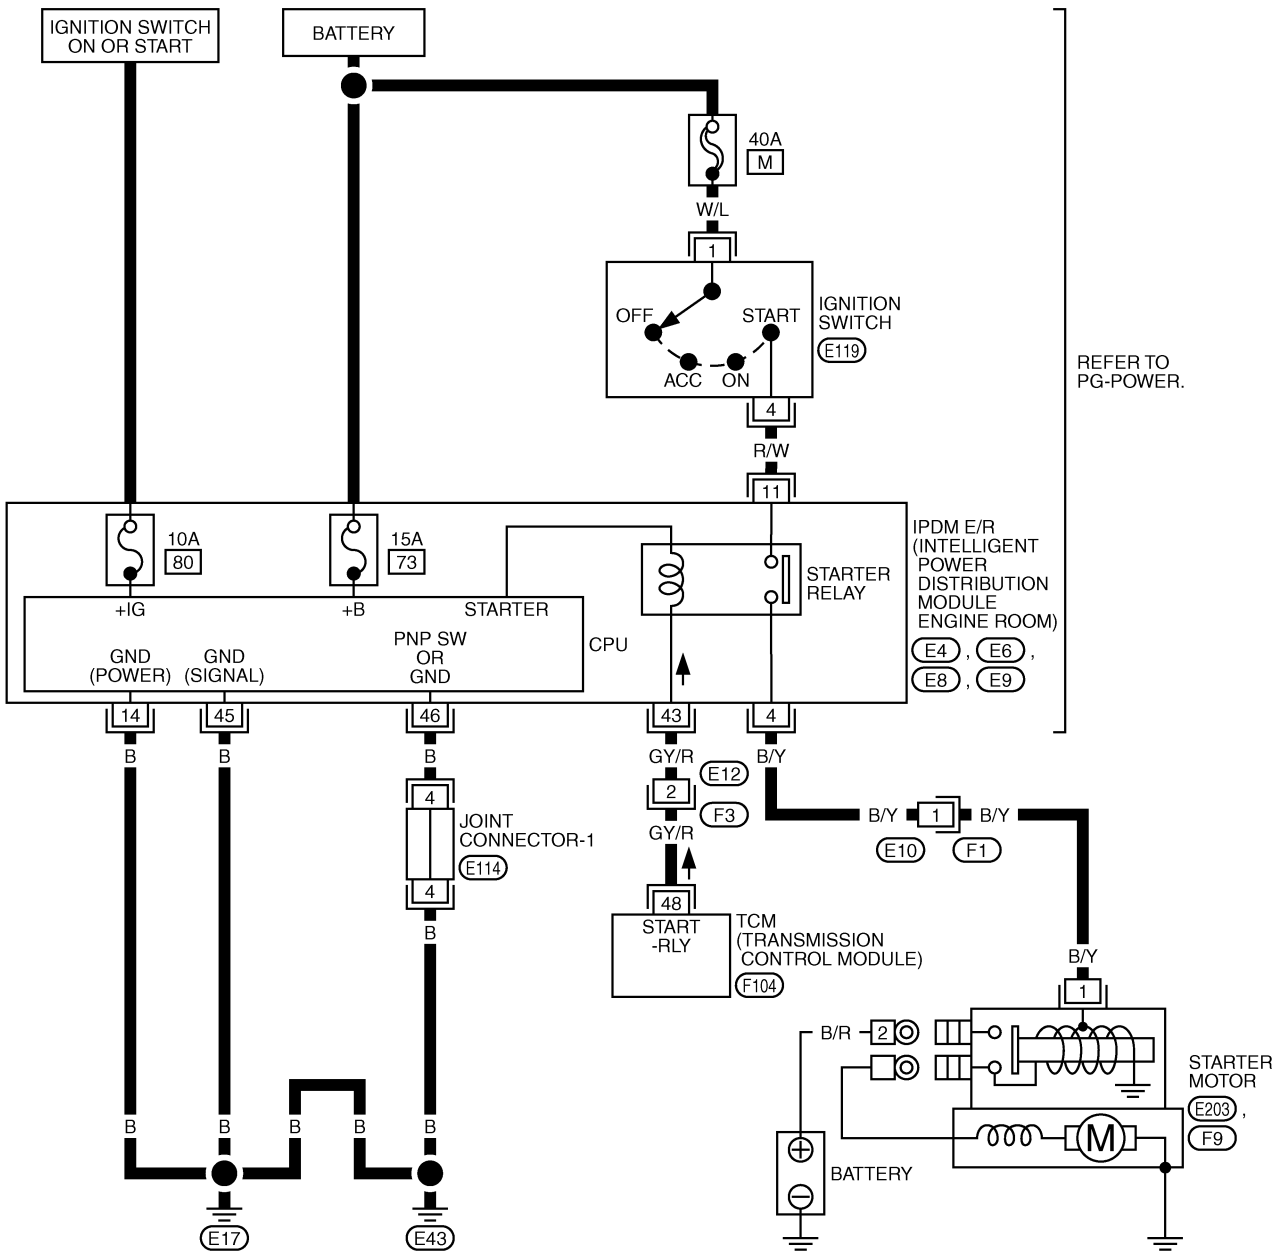 IGNITION SWITCH
ON OR START
BATTERY
40A
M
W/L
1
OFF
START
ACC
ON
IGNITION
SWITCH
E119
4
R/W
11
REFER TO
PG-POWER.
10A
80
15A
73
+IG
+B
STARTER
STARTER
RELAY
IPDM E/R
(INTELLIGENT
POWER
DISTRIBUTION
MODULE
ENGINE ROOM)
E4 , E6 ,
E8 , E9
CPU
GND
(POWER)
GND
(SIGNAL)
PNP SW
OR
GND
14
45
46
43
4
B
B
B
GY/R
B/Y
E12
2
F3
GY/R
4
JOINT
CONNECTOR-1
E114
4
B
B/Y
1
B/Y
E10
F1
48
START
-RLY
TCM
(TRANSMISSION
CONTROL MODULE)
F104
B/Y
1
B/R
2
STARTER
MOTOR
E203 ,
F9
M
BATTERY
+
−
B
B
B
B
B
E17
E43